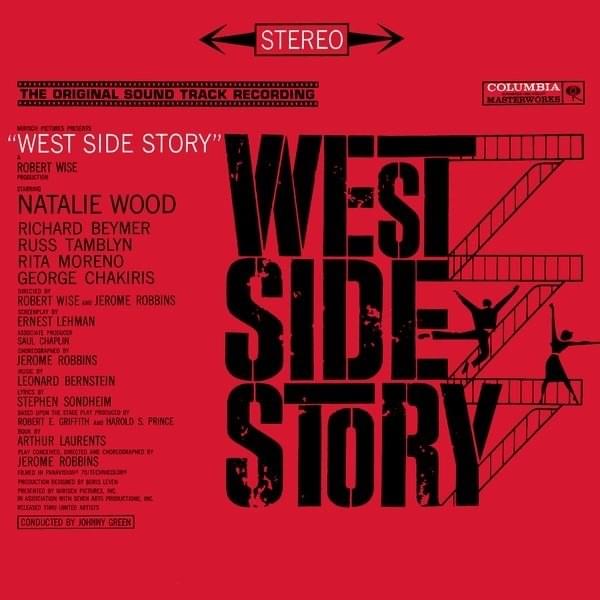 STEREO
THE ORIGINAL SOUND TRACK RECORDING
COLUMBIA
MASTERWORKS
MIRISCH PICTURES PRESENTS
"WEST SIDE STORY"
A
ROBERT WISE
PRODUCTION
STARRING
NATALIE WOOD
RICHARD BEYMER
RUSS TAMBLYN
RITA MORENO
GEORGE CHAKIRIS
DIRECTED BY
ROBERT WISE AND JEROME ROBBINS
SCREENPLAY BY
ERNEST LEHMAN
ASSOCIATE PRODUCER
SAUL CHAPLIN
CHOREOGRAPHED BY
JEROME ROBBINS
MUSIC BY
LEONARD BERNSTEIN
LYRICS BY
STEPHEN SONDHEIM
BASED UPON THE STAGE PLAY PRODUCED BY
ROBERT E. GRIFFITH AND HAROLD S. PRINCE
BOOK BY
ARTHUR LAURENTS
PLAY CONCEIVED, DIRECTED AND CHOREOGRAPHED BY
JEROME ROBBINS
FILMED IN PANAVISION® 70/TECHNICOLOR®
PRODUCTION DESIGNED BY BORIS LEVEN
PRESENTED BY MIRISCH PICTURES, INC.
IN ASSOCIATION WITH SEVEN ARTS PRODUCTIONS, INC.
RELEASED THRU UNITED ARTISTS
CONDUCTED BY JOHNNY GREEN
WEST
SIDE
STORY